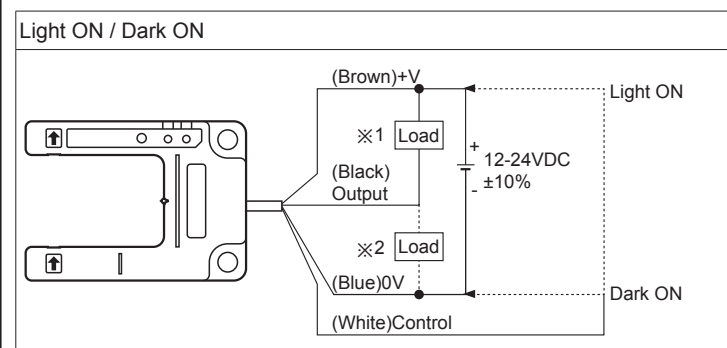 Light ON / Dark ON
(Brown)+V
Light ON
※1 Load
+
12-24VDC
±10%
-
(Black)
Output
※2 Load
(Blue)0V
Dark ON
(White)Control